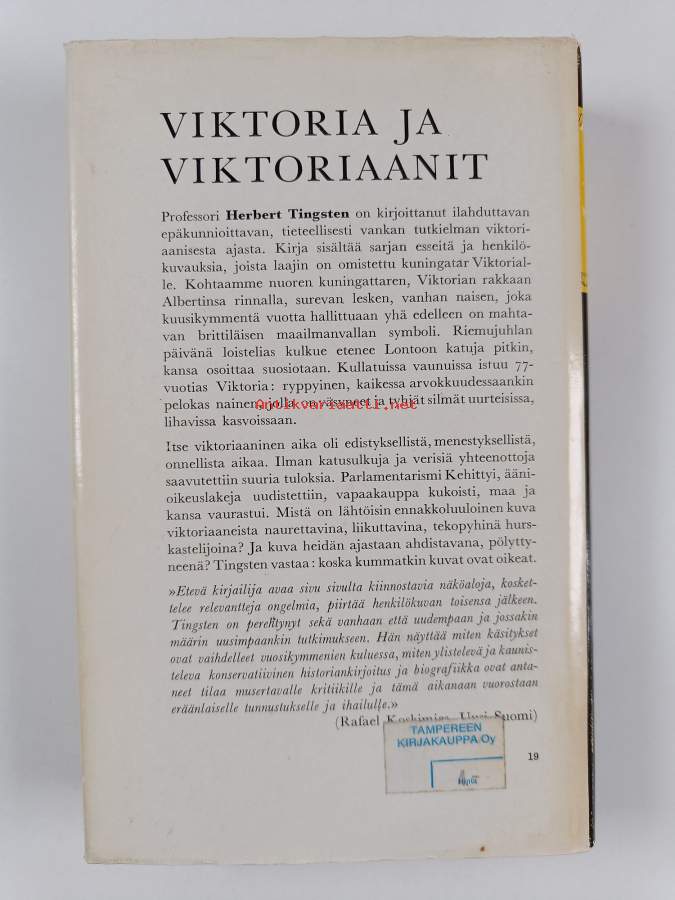 VIKTORIA JA
VIKTORIAANIT
Professori Herbert Tingsten on kirjoittanut ilahduttavan
epäkunnioittavan, tieteellisesti vankan tutkielman viktori-
aanisesta ajasta. Kirja sisältää sarjan esseitä ja henkilö-
kuvauksia, joista laajin on omistettu kuningatar Viktorial-
le. Kohtaamme nuoren kuningattaren, Viktorian rakkaan
Albertinsa rinnalla, surevan lesken, vanhan naisen, joka
kuusikymmentä vuotta hallittuaan yhä edelleen on mahta-
van brittiläisen maailmanvallan symboli. Riemujuhlan
päivänä loistelias kulkue etenee Lontoon katuja pitkin,
kansa osoittaa suosiotaan. Kullatuissa vaunuissa istuu 77-
vuotias Viktoria: ryppyinen, kaikessa arvokkuudessaankin
pelokas nainen, jolla on väsyneet ja tyhjät silmät uurteisissa,
Antikvariaatti.net
lihavissa kasvoissaan.
Itse viktoriaaninen aika oli edistyksellistä, menestyksellistä,
onnellista aikaa. Ilman katusulkuja ja verisiä yhteenottoja
saavutettiin suuria tuloksia. Parlamentarismi Kehittyi, ääni-
oikeuslakeja uudistettiin, vapaakauppa kukoisti, maa ja
kansa vaurastui. Mistä on lähtöisin ennakkoluuloinen kuva
viktoriaaneista naurettavina, liikuttavina, tekopyhinä hurs-
kastelijoina? Ja kuva heidän ajastaan ahdistavana, pölytty-
neenä? Tingsten vastaa: koska kummatkin kuvat ovat oikeat.
»Etevä kirjailija avaa sivu sivulta kiinnostavia näköaloja, kosket-
telee relevantteja ongelmia, piirtää henkilökuvan toisensa jälkeen.
Tingsten on perehtynyt sekä vanhaan että uudempaan ja jossakin
määrin uusimpaankin tutkimukseen. Hän näyttää miten käsitykset
ovat vaihdelleet vuosikymmenien kuluessa, miten ylistelevä ja kaunis-
televa konservatiivinen historiankirjoitus ja biografiikka ovat anta-
neet tilaa musertavalle kritiikille ja tämä aikanaan vuorostaan
eräänlaiselle tunnustukselle ja ihailulle.»
(Rafael Koskimies, Uusi Suomi)
TAMPEREEN
KIRJAKAUPPA Oy
19